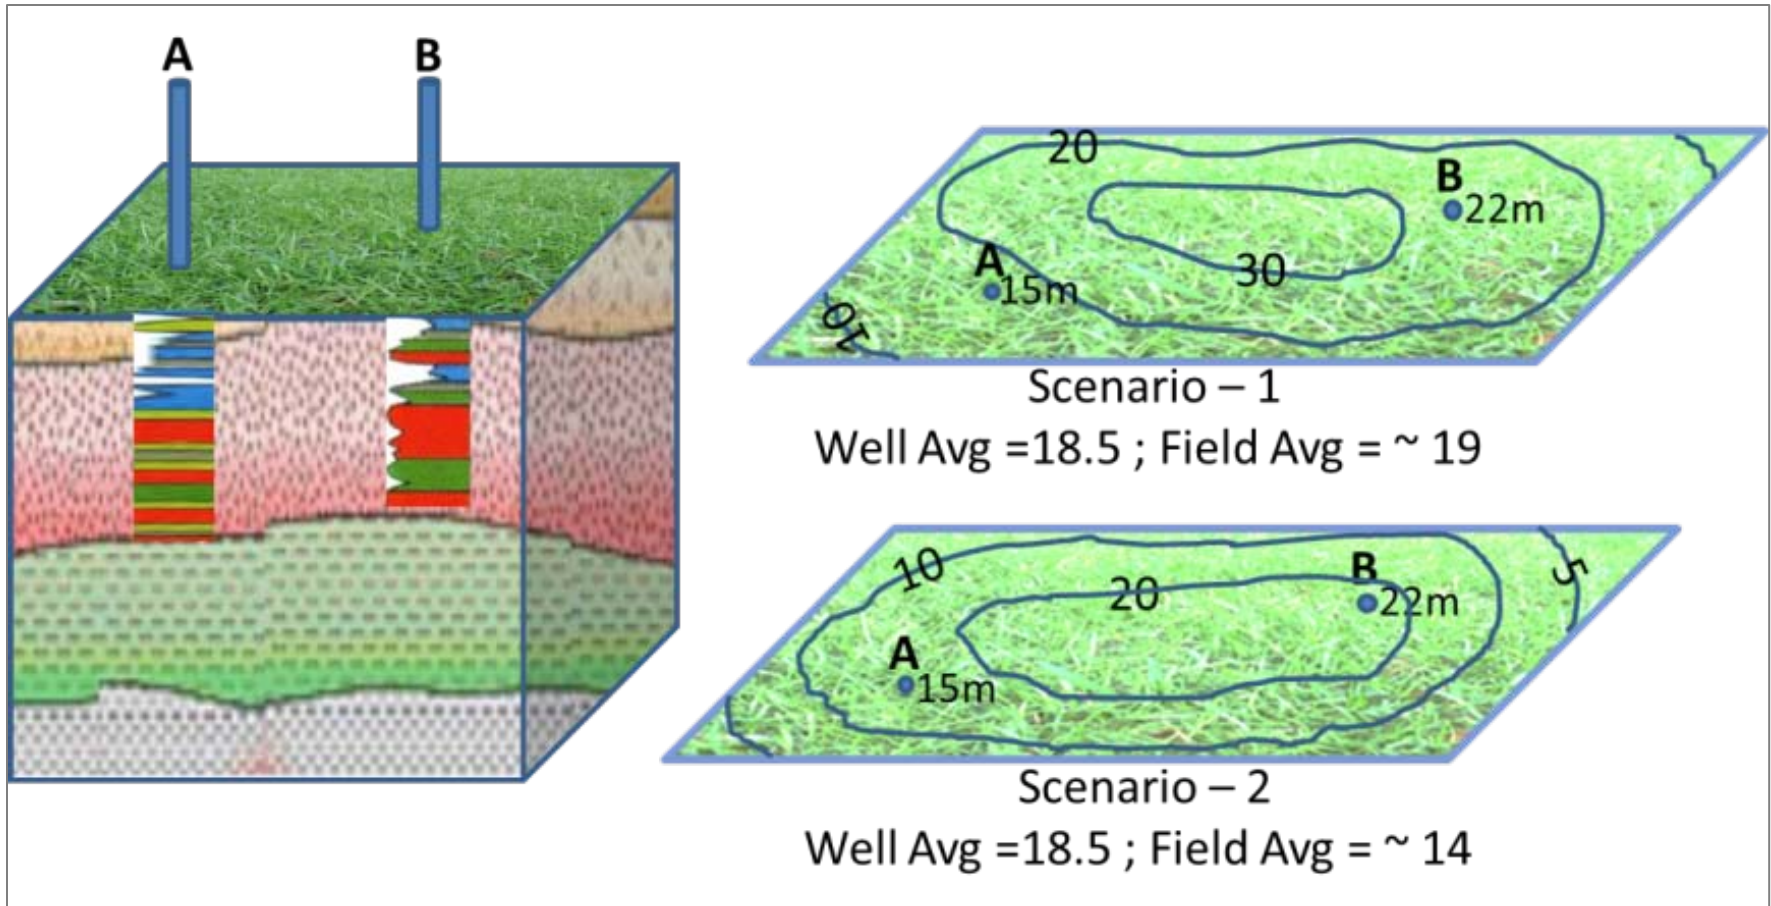 A
B
20
B
22m
A
15m
30
10
Scenario – 1
Well Avg =18.5 ; Field Avg = ~ 19
10
20
B
22m
5
A
15m
Scenario – 2
Well Avg =18.5 ; Field Avg = ~ 14